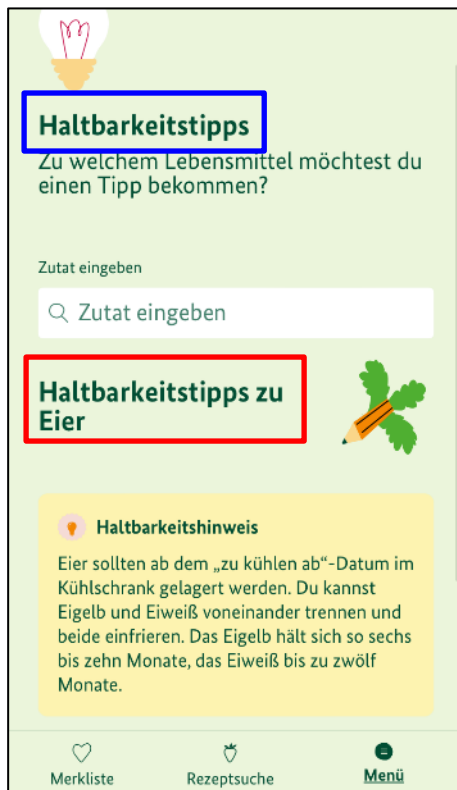 Haltbarkeitstipps
Zu welchem Lebensmittel möchtest du
einen Tipp bekommen?
Zutat eingeben
Zutat eingeben
Haltbarkeitstipps zu
Eier
Haltbarkeitshinweis
Eier sollten ab dem „zu kühlen ab“-Datum im
Kühlschrank gelagert werden. Du kannst
Eigelb und Eiweiß voneinander trennen und
beide einfrieren. Das Eigelb hält sich so sechs
bis zehn Monate, das Eiweiß bis zu zwölf
Monate.
Merkliste Rezeptsuche Menü